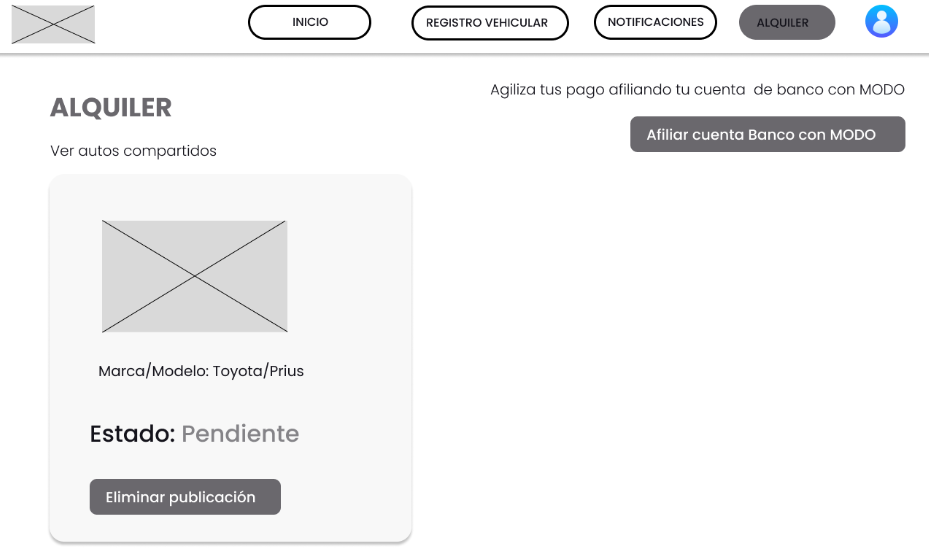 INICIO
REGISTRO VEHICULAR
NOTIFICACIONES
ALQUILER
Agiliza tus pago afiliando tu cuenta de banco con MODO
ALQUILER
Afiliar cuenta Banco con MODO
Ver autos compartidos
Marca/Modelo: Toyota/Prius
Estado: Pendiente
Eliminar publicación